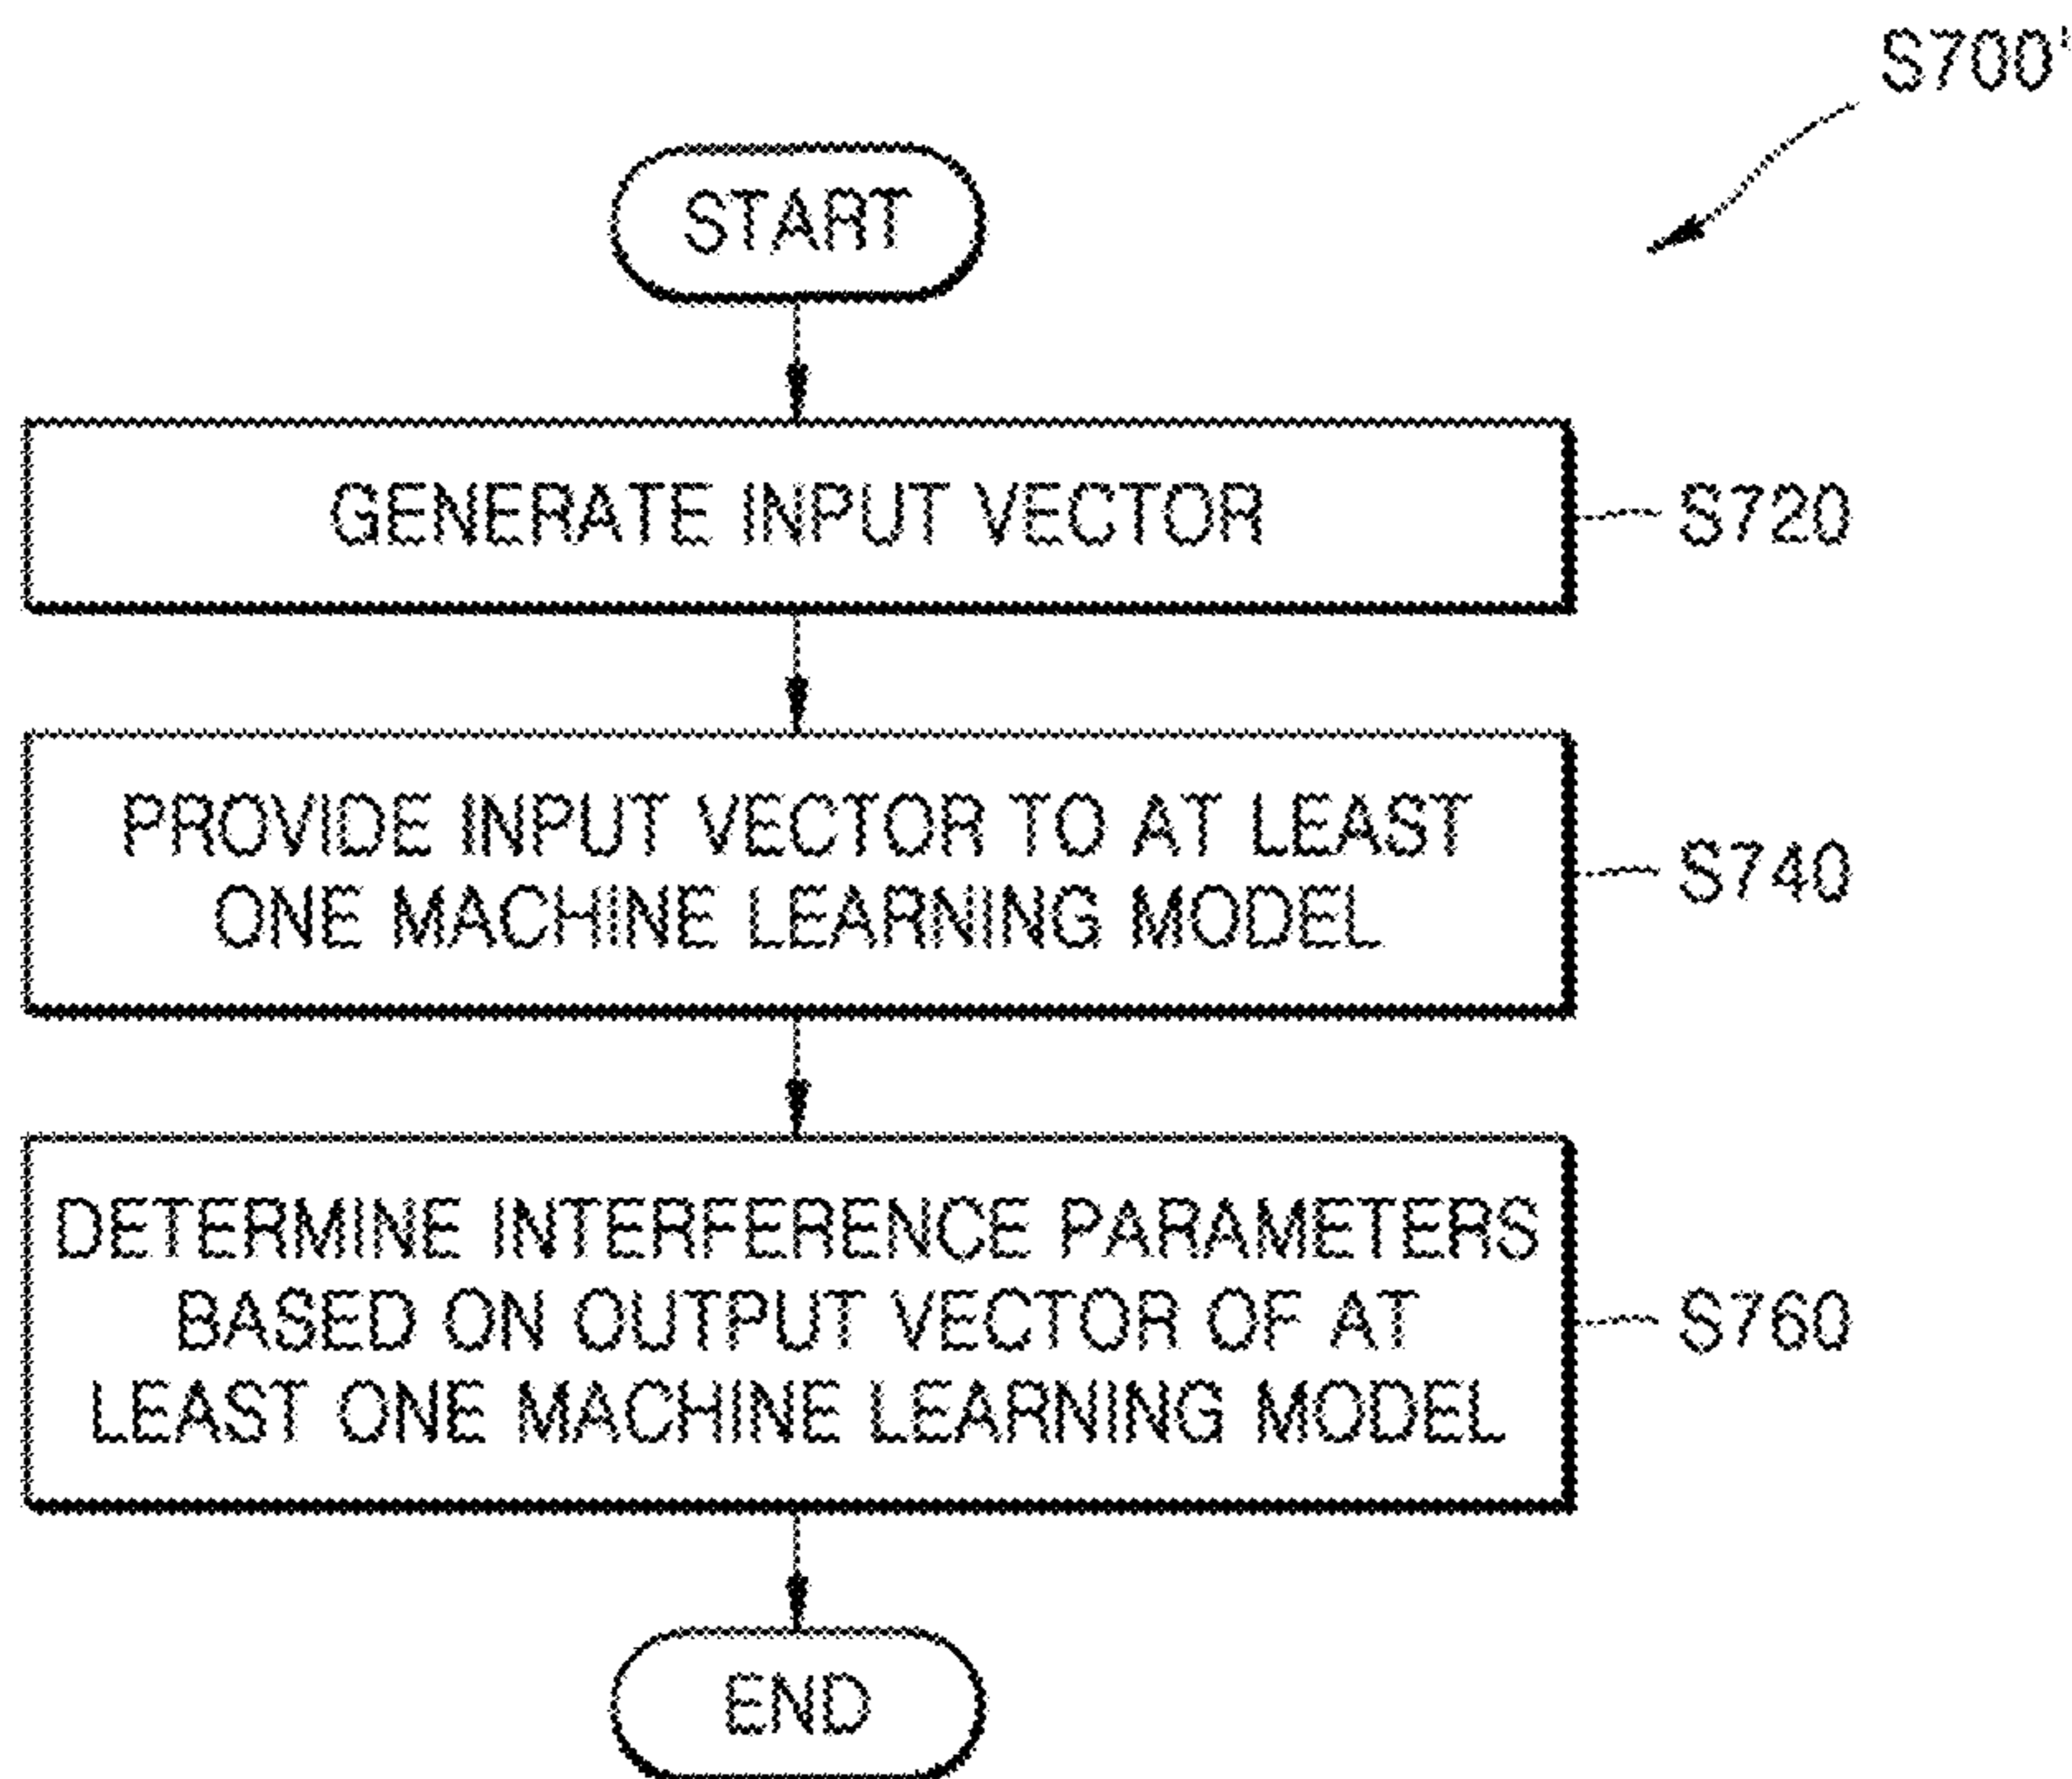 S700'
START
GENERATE INPUT VECTOR
S720
PROVIDE INPUT VECTOR TO AT LEAST
ONE MACHINE LEARNING MODEL
S740
DETERMINE INTERFERENCE PARAMETERS
BASED ON OUTPUT VECTOR OF AT
LEAST ONE MACHINE LEARNING MODEL
S760
END